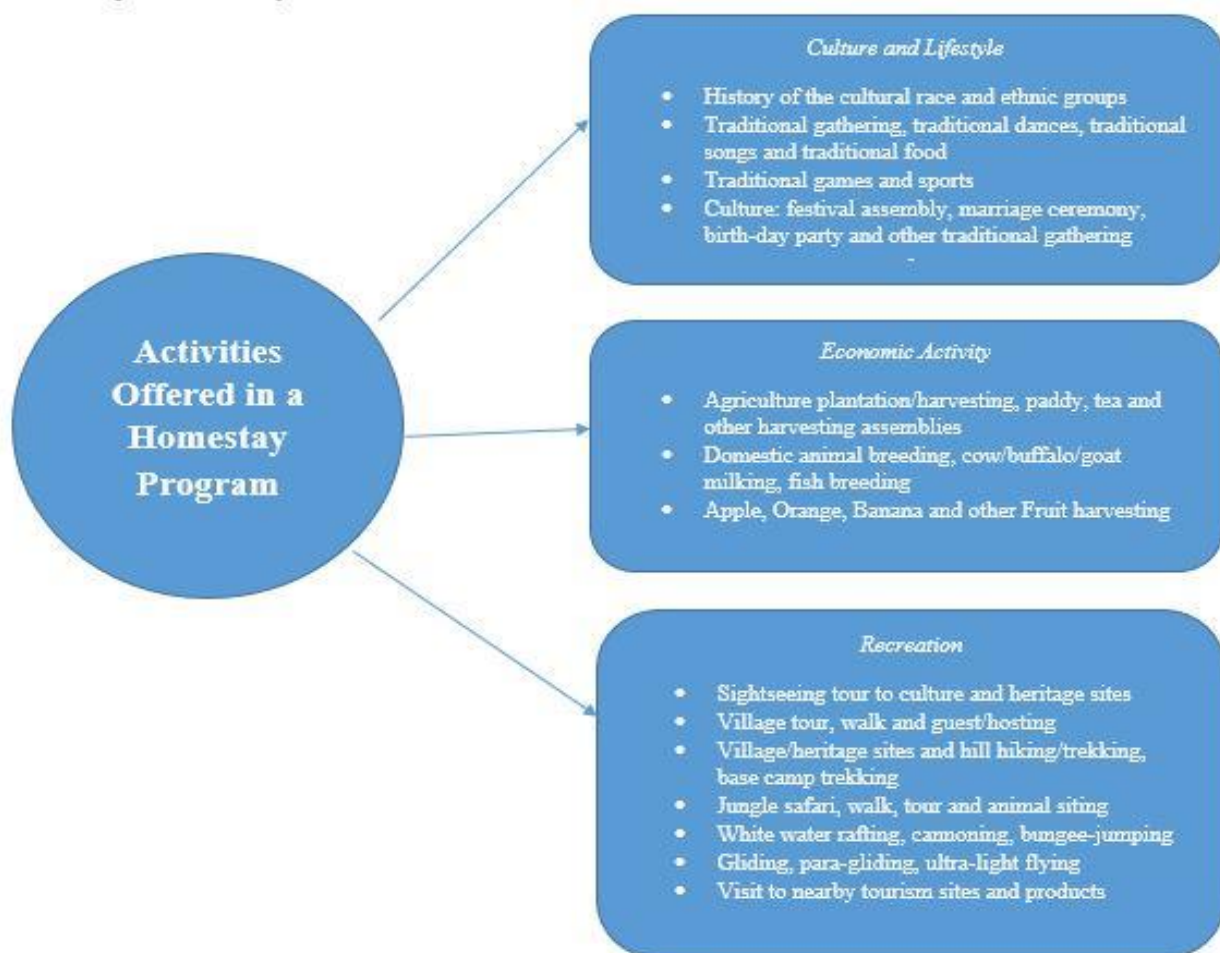 Activities
Offered in a
Homestay
Program
Culture and Lifestyle
• History of the cultural race and ethnic groups
• Traditional gathering, traditional dances, traditional
songs and traditional food
• Traditional games and sports
• Culture: festival assembly, marriage ceremony,
birth-day party and other traditional gathering
-
Economic Activity
• Agriculture plantation/harvesting, paddy, tea and
other harvesting assemblies
• Domestic animal breeding, cow/buffalo/goat
milking, fish breeding
• Apple, Orange, Banana and other Fruit harvesting
Recreation
• Sightseeing tour to culture and heritage sites
• Village tour, walk and guest/hosting
• Village/heritage sites and hill hiking/trekking,
base camp trekking
• Jungle safari, walk, tour and animal siting
• White water rafting, cannoning, bungee-jumping
• Gliding, para-gliding, ultra-light flying
• Visit to nearby tourism sites and products